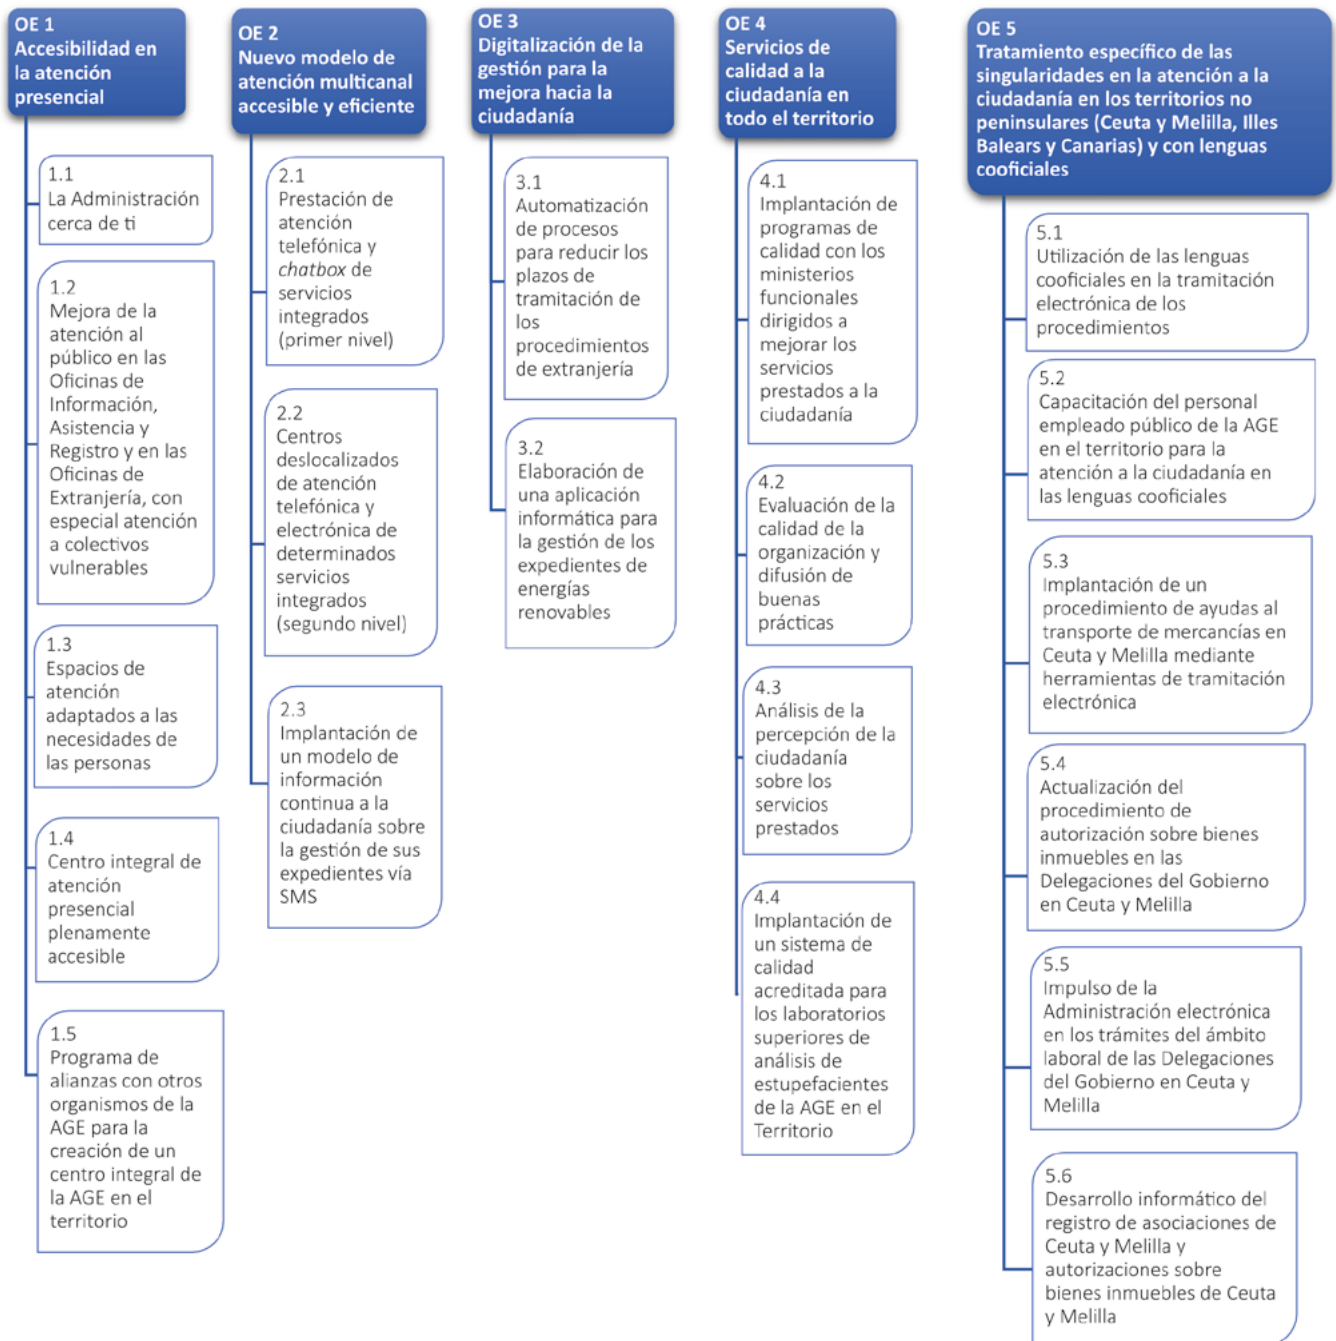 OE 1
Accesibilidad en
la atención
presencial
1.1
La Administración
cerca de ti
1.2
Mejora de la
atención al
público en las
Oficinas de
Información,
Asistencia y
Registro y en las
Oficinas de
Extranjería, con
especial atención
a colectivos
vulnerables
1.3
Espacios de
atención
adaptados a las
necesidades de
las personas
1.4
Centro integral de
atención
presencial
plenamente
accesible
1.5
Programa de
alianzas con otros
organismos de la
AGE para la
creación de un
centro integral de
la AGE en el
territorio
OE 2
Nuevo modelo de
atención multicanal
accesible y eficiente
2.1
Prestación de
atención
telefónica y
chatbox de
servicios
integrados
(primer nivel)
2.2
Centros
deslocalizados
de atención
telefónica y
electrónica de
determinados
servicios
integrados
(segundo nivel)
2.3
Implantación de
un modelo de
información
continua a la
ciudadanía sobre
la gestión de sus
expedientes vía
SMS
OE 3
Digitalización de la
gestión para la
mejora hacia la
ciudadanía
3.1
Automatización
de procesos
para reducir los
plazos de
tramitación de
los
procedimientos
de extranjería
3.2
Elaboración de
una aplicación
informática para
la gestión de los
expedientes de
energías
renovables
OE 4
Servicios de
calidad a la
ciudadanía en
todo el territorio
4.1
Implantación de
programas de
calidad con los
ministerios
funcionales
dirigidos a
mejorar los
servicios
prestados a la
ciudadanía
4.2
Evaluación de la
calidad de la
organización y
difusión de
buenas
prácticas
4.3
Análisis de la
percepción de la
ciudadanía
sobre los
servicios
prestados
4.4
Implantación de
un sistema de
calidad
acreditada para
los laboratorios
superiores de
análisis de
estupefacientes
de la AGE en el
Territorio
OE 5
Tratamiento específico de las
singularidades en la atención a la
ciudadanía en los territorios no
peninsulares (Ceuta y Melilla, Illes
Balears y Canarias) y con lenguas
cooficiales
5.1
Utilización de las lenguas
cooficiales en la tramitación
electrónica de los
procedimientos
5.2
Capacitación del personal
empleado público de la AGE
en el territorio para la
atención a la ciudadanía en
las lenguas cooficiales
5.3
Implantación de un
procedimiento de ayudas al
transporte de mercancías en
Ceuta y Melilla mediante
herramientas de tramitación
electrónica
5.4
Actualización del
procedimiento de
autorización sobre bienes
inmuebles en las
Delegaciones del Gobierno
en Ceuta y Melilla
5.5
Impulso de la
Administración electrónica
en los trámites del ámbito
laboral de las Delegaciones
del Gobierno en Ceuta y
Melilla
5.6
Desarrollo informático del
registro de asociaciones de
Ceuta y Melilla y
autorizaciones sobre
bienes inmuebles de Ceuta
y Melilla